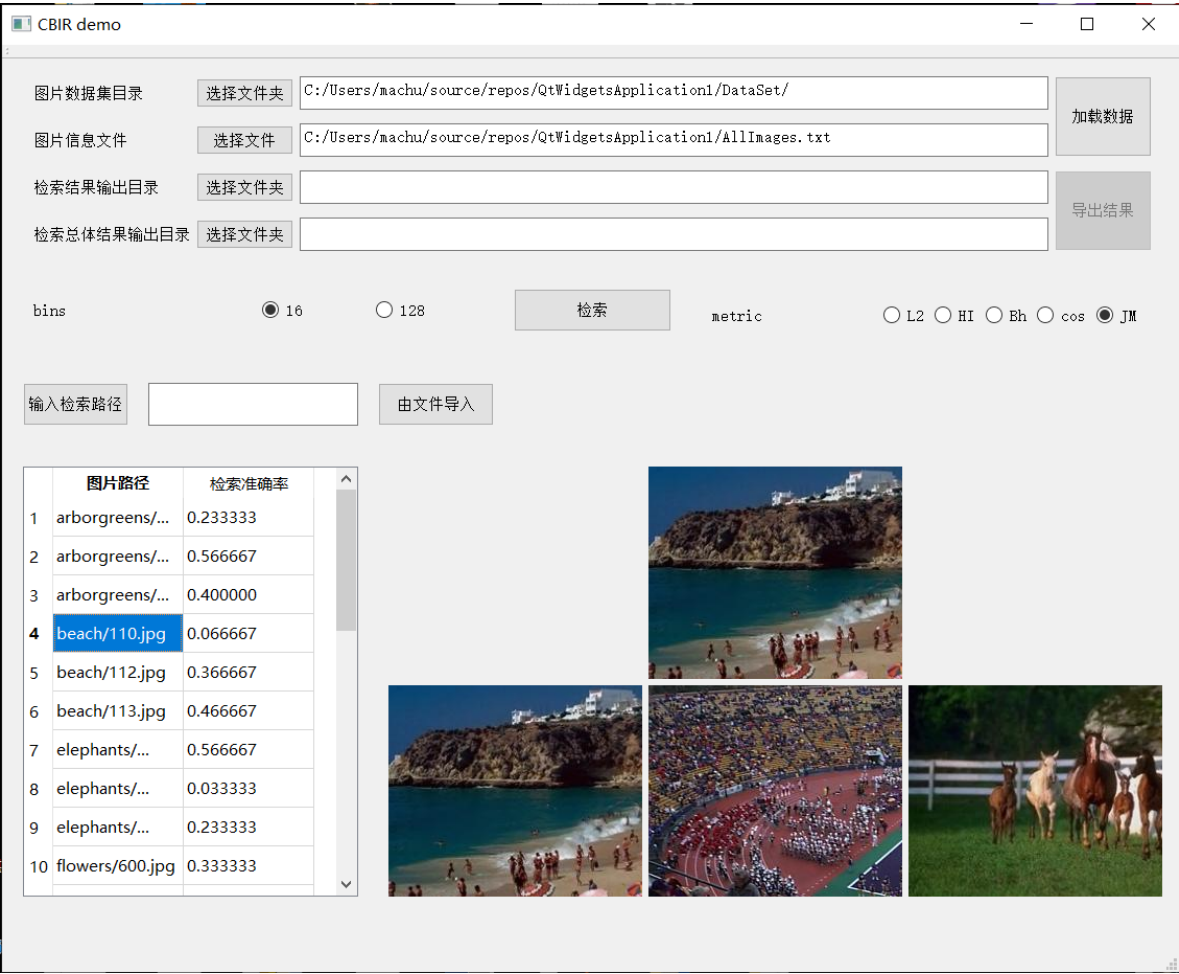 CBIR demo
图片数据集目录 选择文件夹 C:/Users/machu/source/repos/QtWidgetsApplication1/DataSet/
加载数据
图片信息文件 选择文件 C:/Users/machu/source/repos/QtWidgetsApplication1/AllImages.txt
检索结果输出目录 选择文件夹
导出结果
检索总体结果输出目录 选择文件夹
bins 16 128 检索 metric L2 HI Bh cos JM
输入检索路径 由文件导入
图片路径 检索准确率
1 arborgreens/... 0.233333
2 arborgreens/... 0.566667
3 arborgreens/... 0.400000
4 beach/110.jpg 0.066667
5 beach/112.jpg 0.366667
6 beach/113.jpg 0.466667
7 elephants/... 0.566667
8 elephants/... 0.033333
9 elephants/... 0.233333
10 flowers/600.jpg 0.333333